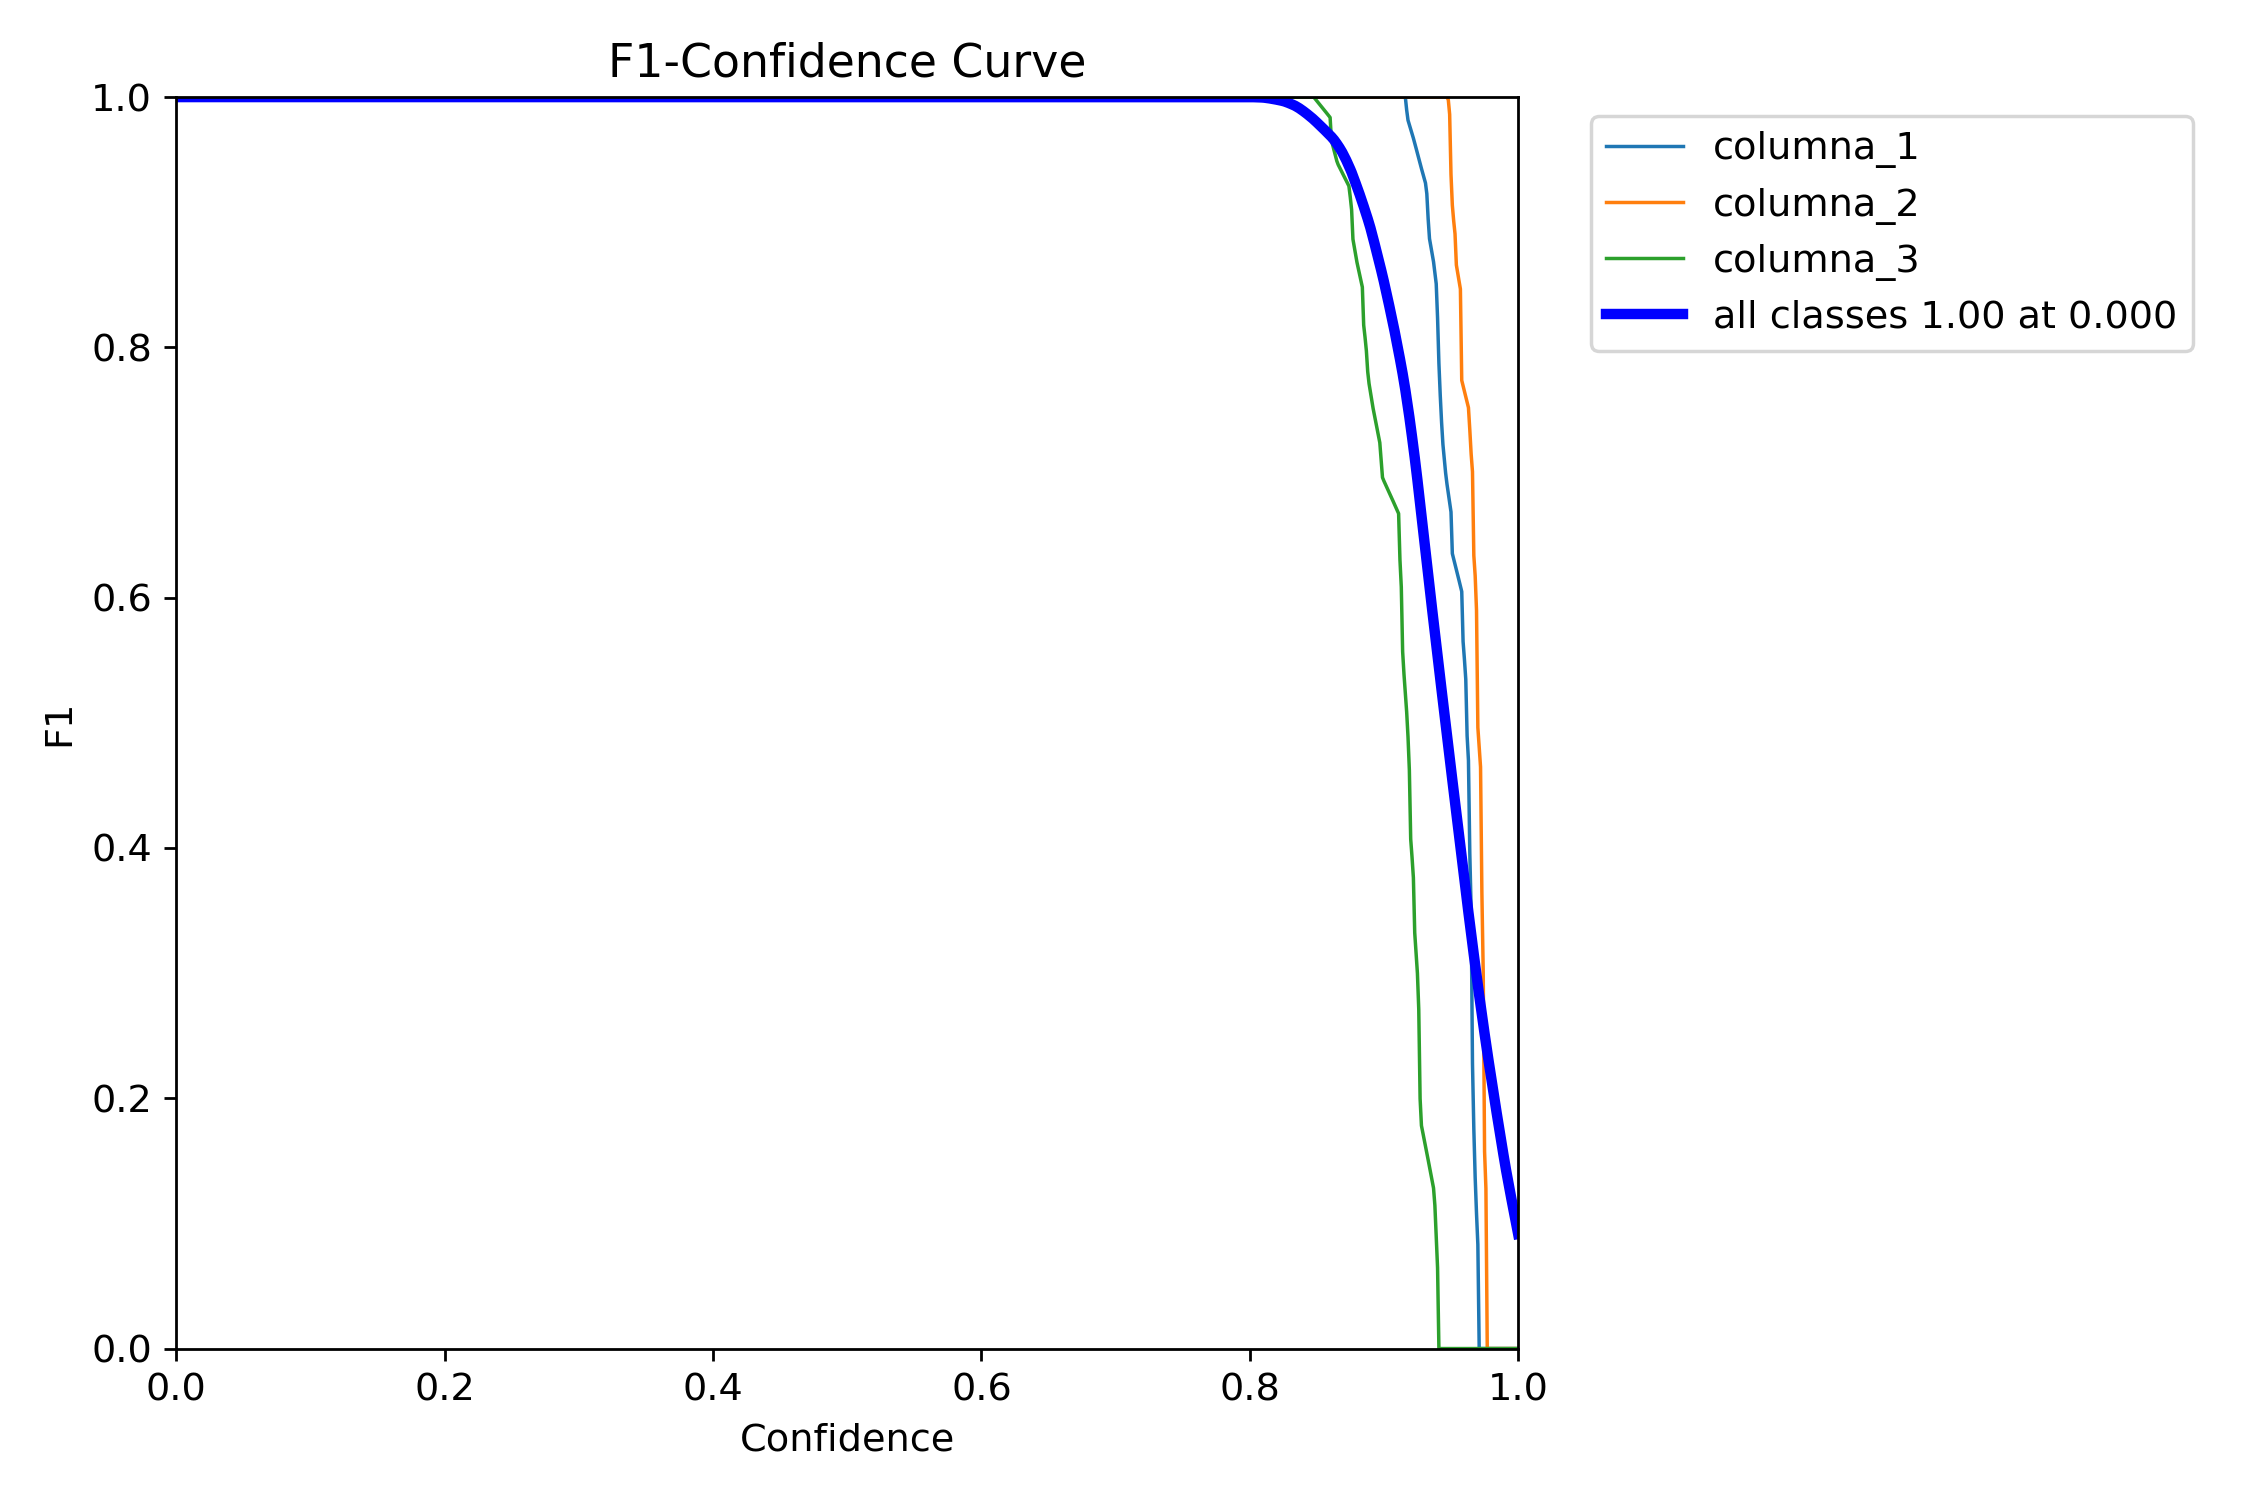 F1-Confidence Curve
1.0
0.8
0.6
0.4
0.2
0.0
F1
0.0 0.2 0.4 0.6 0.8 1.0
Confidence
columna_1
columna_2
columna_3
all classes 1.00 at 0.000